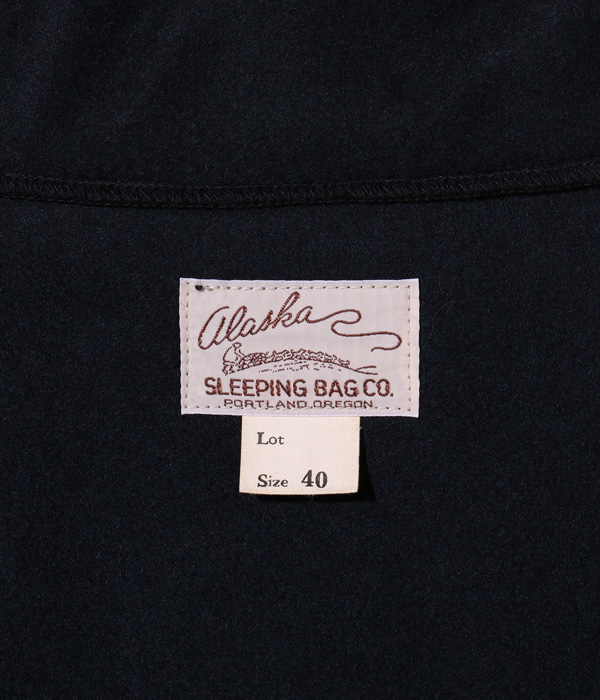 Alaska
SLEEPING BAG CO.
PORTLAND, OREGON.
Lot
Size 40